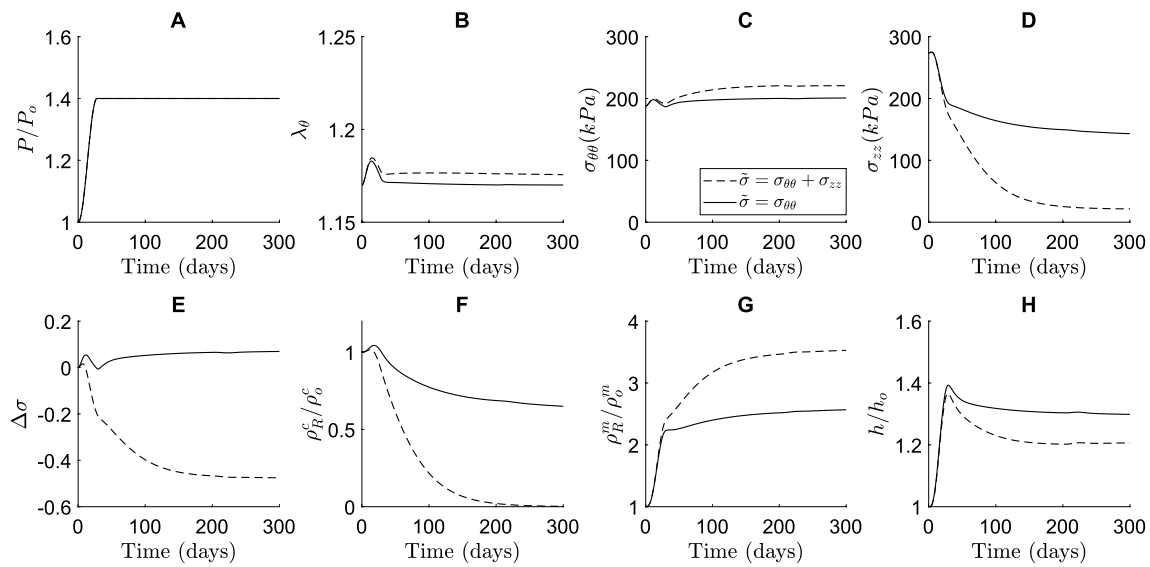 A
B
C
D
1.6
1.4
1.2
1
P/P_o
0 100 200 300
Time (days)
1.25
1.2
1.15
λ_θ
0 100 200 300
Time (days)
300
200
100
0
σ_θθ(kPa)
σ̃ = σ_θθ + σ_zz
σ̃ = σ_θθ
0 100 200 300
Time (days)
300
200
100
0
σ_zz(kPa)
0 100 200 300
Time (days)
E
F
G
H
0.2
0
-0.2
-0.4
-0.6
Δσ
0 100 200 300
Time (days)
1
0.5
0
ρ^c_R/ρ^c_o
0 100 200 300
Time (days)
4
3
2
1
ρ^m_R/ρ^m_o
0 100 200 300
Time (days)
1.6
1.4
1.2
1
h/h_o
0 100 200 300
Time (days)